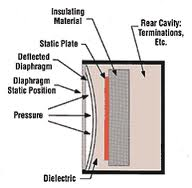 Insulating
Material
Rear Cavity:
Terminations,
Etc.
Static Plate
Deflected
Diaphragm
Diaphragm
Static Position
Pressure
Dielectric